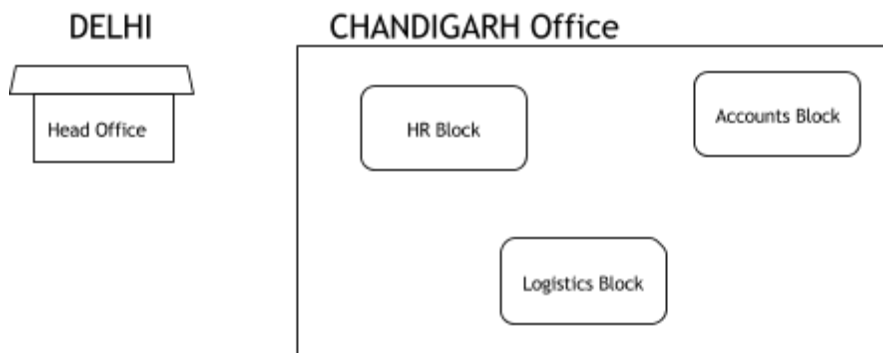 DELHI
CHANDIGARH Office
Head Office
HR Block
Accounts Block
Logistics Block